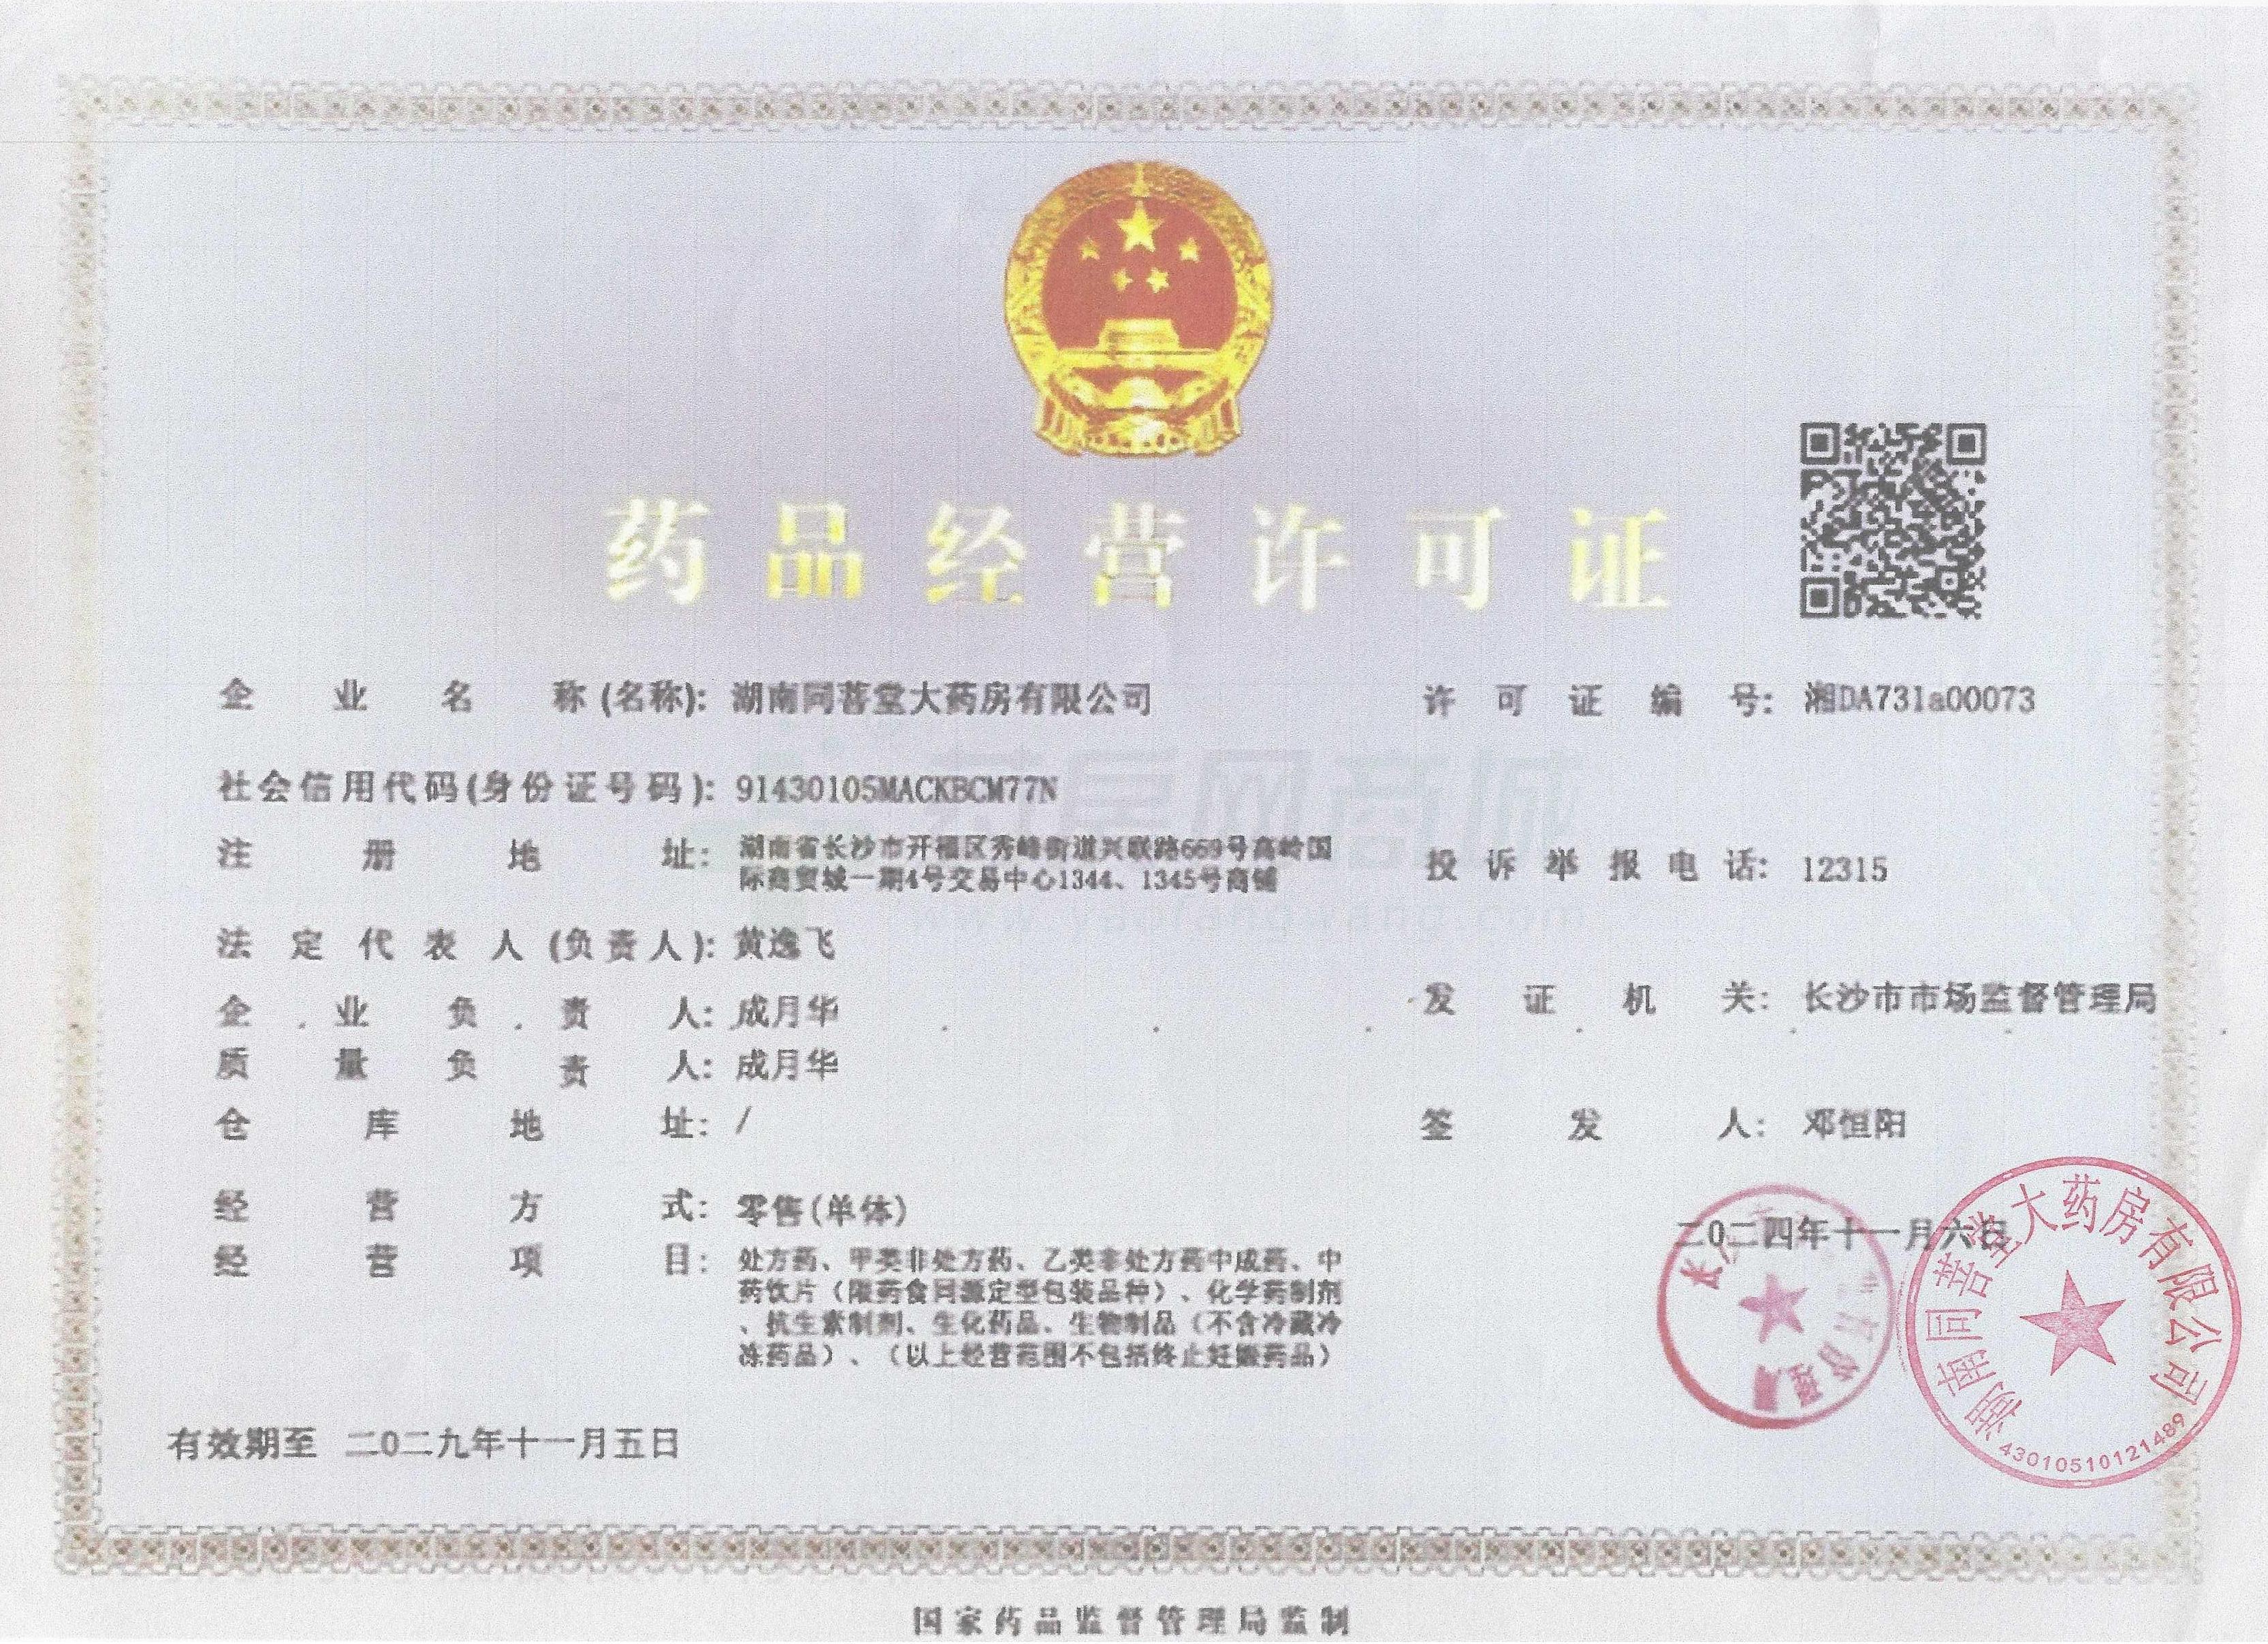 药品经营许可证
企业名称(名称): 湖南同菩堂大药房有限公司
许可证编号: 湘DA731a00073
社会信用代码(身份证号码): 91430105MACKBCM77N
注册地址: 湖南省长沙市开福区秀峰街道兴联路669号高岭国
际商贸城一期4号交易中心1344、1345号商铺
投诉举报电话: 12315
法定代表人(负责人): 黄逸飞
企业负责人: 成月华
发证机关: 长沙市市场监督管理局
质量负责人: 成月华
仓库地址: /
签发人: 邓恒阳
经营方式: 零售(单体)
二0二四年十一月六日
经营项目: 处方药、甲类非处方药、乙类非处方药中成药、中
药饮片（限药食同源定型包装品种）、化学药制剂
、抗生素制剂、生化药品、生物制品（不含冷藏冷
冻药品）、（以上经营范围不包括终止妊娠药品）
湖南同菩堂大药房有限公司
43010510121489
有效期至 二0二九年十一月五日
国家药品监督管理局监制